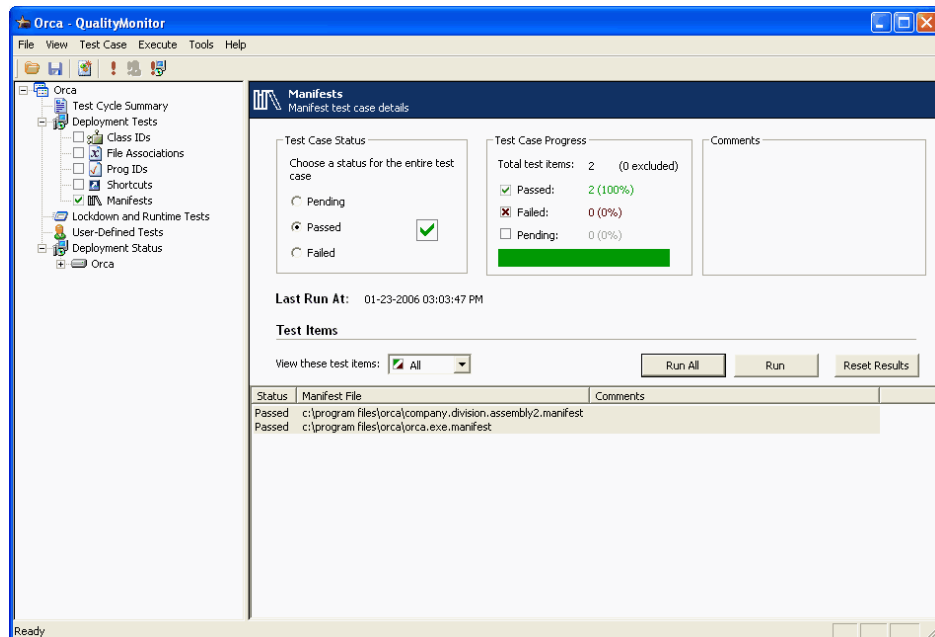 Orca - QualityMonitor
File View Test Case Execute Tools Help
Orca
Test Cycle Summary
Deployment Tests
Class IDs
File Associations
Prog IDs
Shortcuts
Manifests
Lockdown and Runtime Tests
User-Defined Tests
Deployment Status
Orca
Manifests
Manifest test case details
Test Case Status
Choose a status for the entire test
case
Pending
Passed
Failed
Test Case Progress
Total test items: 2 (0 excluded)
Passed: 2 (100%)
Failed: 0 (0%)
Pending: 0 (0%)
Comments
Last Run At: 01-23-2006 03:03:47 PM
Test Items
View these test items: All Run All Run Reset Results
Status Manifest File Comments
Passed c:\program files\orca\company.division.assembly2.manifest
Passed c:\program files\orca\orca.exe.manifest
Ready